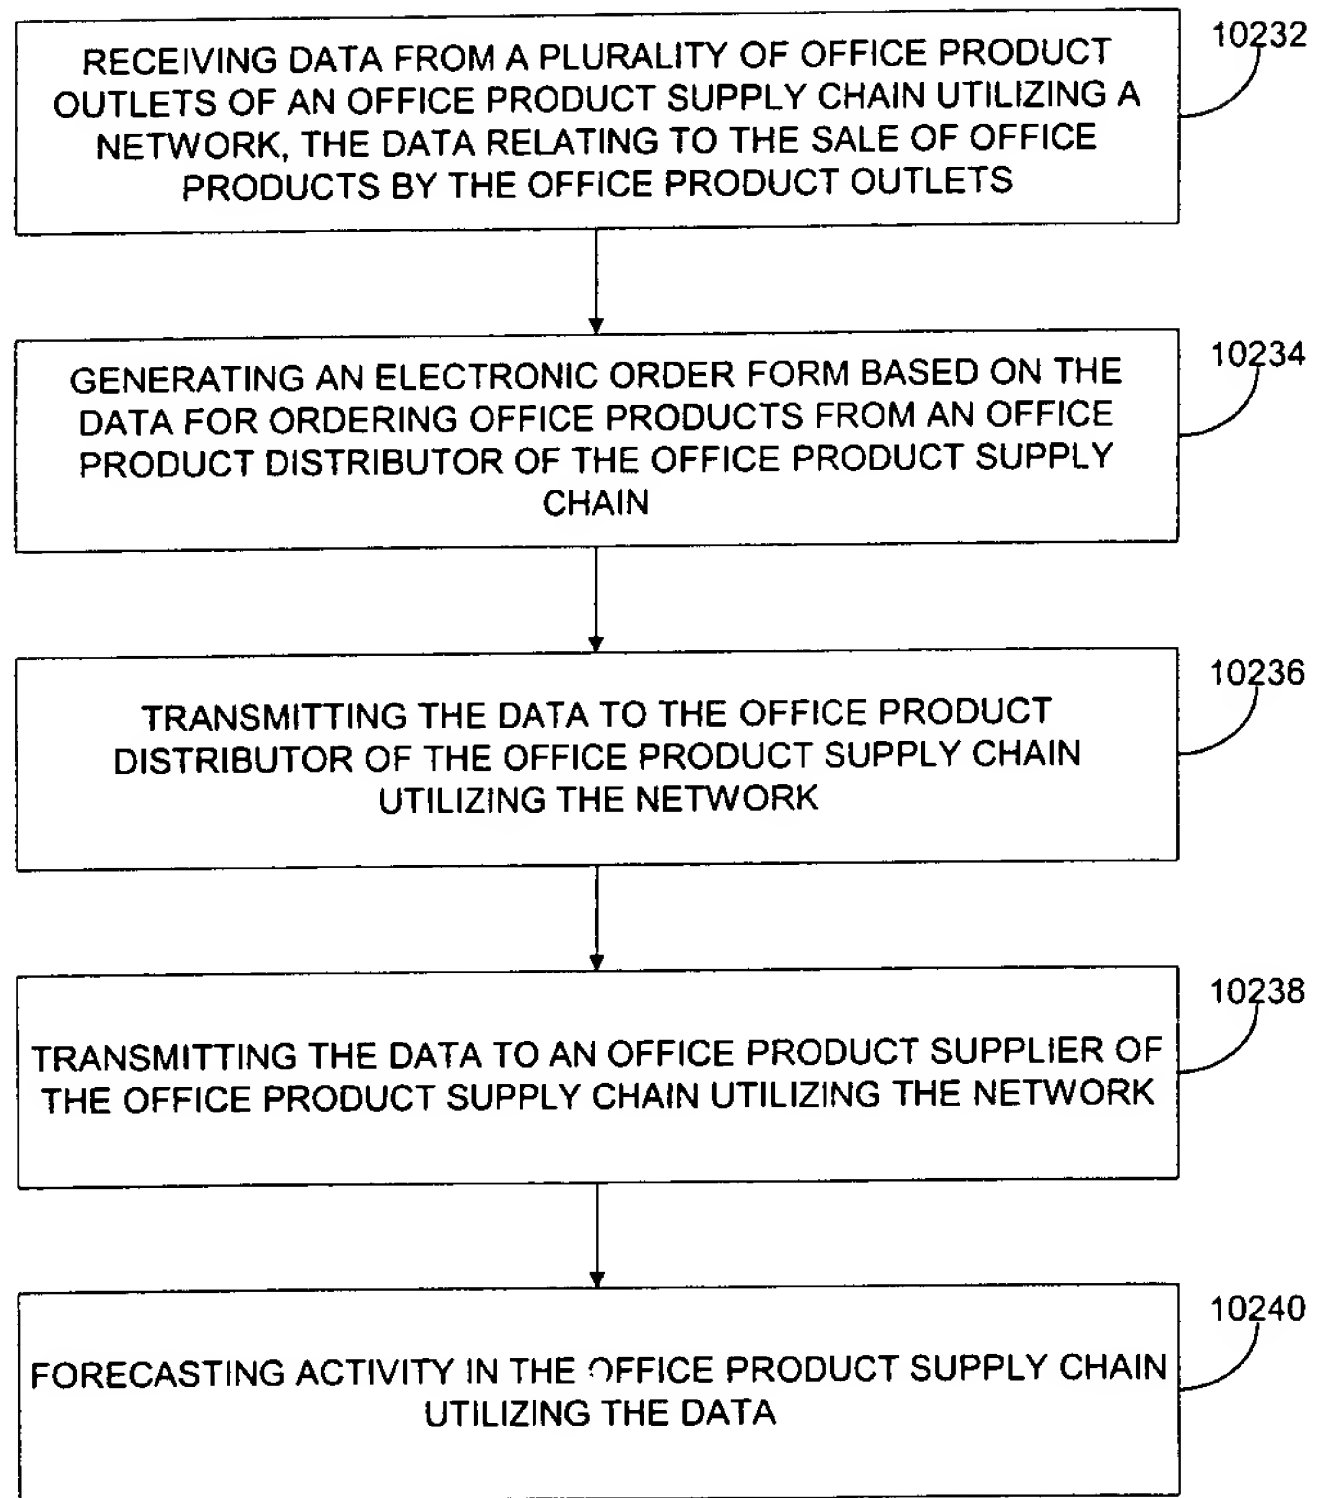 RECEIVING DATA FROM A PLURALITY OF OFFICE PRODUCT
OUTLETS OF AN OFFICE PRODUCT SUPPLY CHAIN UTILIZING A
NETWORK, THE DATA RELATING TO THE SALE OF OFFICE
PRODUCTS BY THE OFFICE PRODUCT OUTLETS
10232
GENERATING AN ELECTRONIC ORDER FORM BASED ON THE
DATA FOR ORDERING OFFICE PRODUCTS FROM AN OFFICE
PRODUCT DISTRIBUTOR OF THE OFFICE PRODUCT SUPPLY
CHAIN
10234
TRANSMITTING THE DATA TO THE OFFICE PRODUCT
DISTRIBUTOR OF THE OFFICE PRODUCT SUPPLY CHAIN
UTILIZING THE NETWORK
10236
TRANSMITTING THE DATA TO AN OFFICE PRODUCT SUPPLIER OF
THE OFFICE PRODUCT SUPPLY CHAIN UTILIZING THE NETWORK
10238
FORECASTING ACTIVITY IN THE OFFICE PRODUCT SUPPLY CHAIN
UTILIZING THE DATA
10240